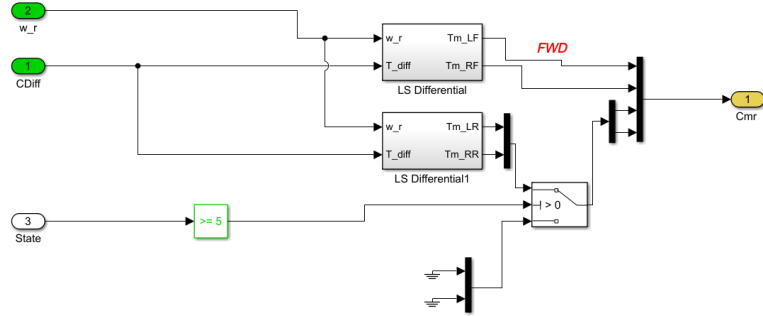 2
w_r
1
CDiff
w_r
T_diff
Tm_LF
Tm_RF
LS Differential
FWD
1
Cmr
w_r
T_diff
Tm_LR
Tm_RR
LS Differential1
3
State
>= 5
> 0